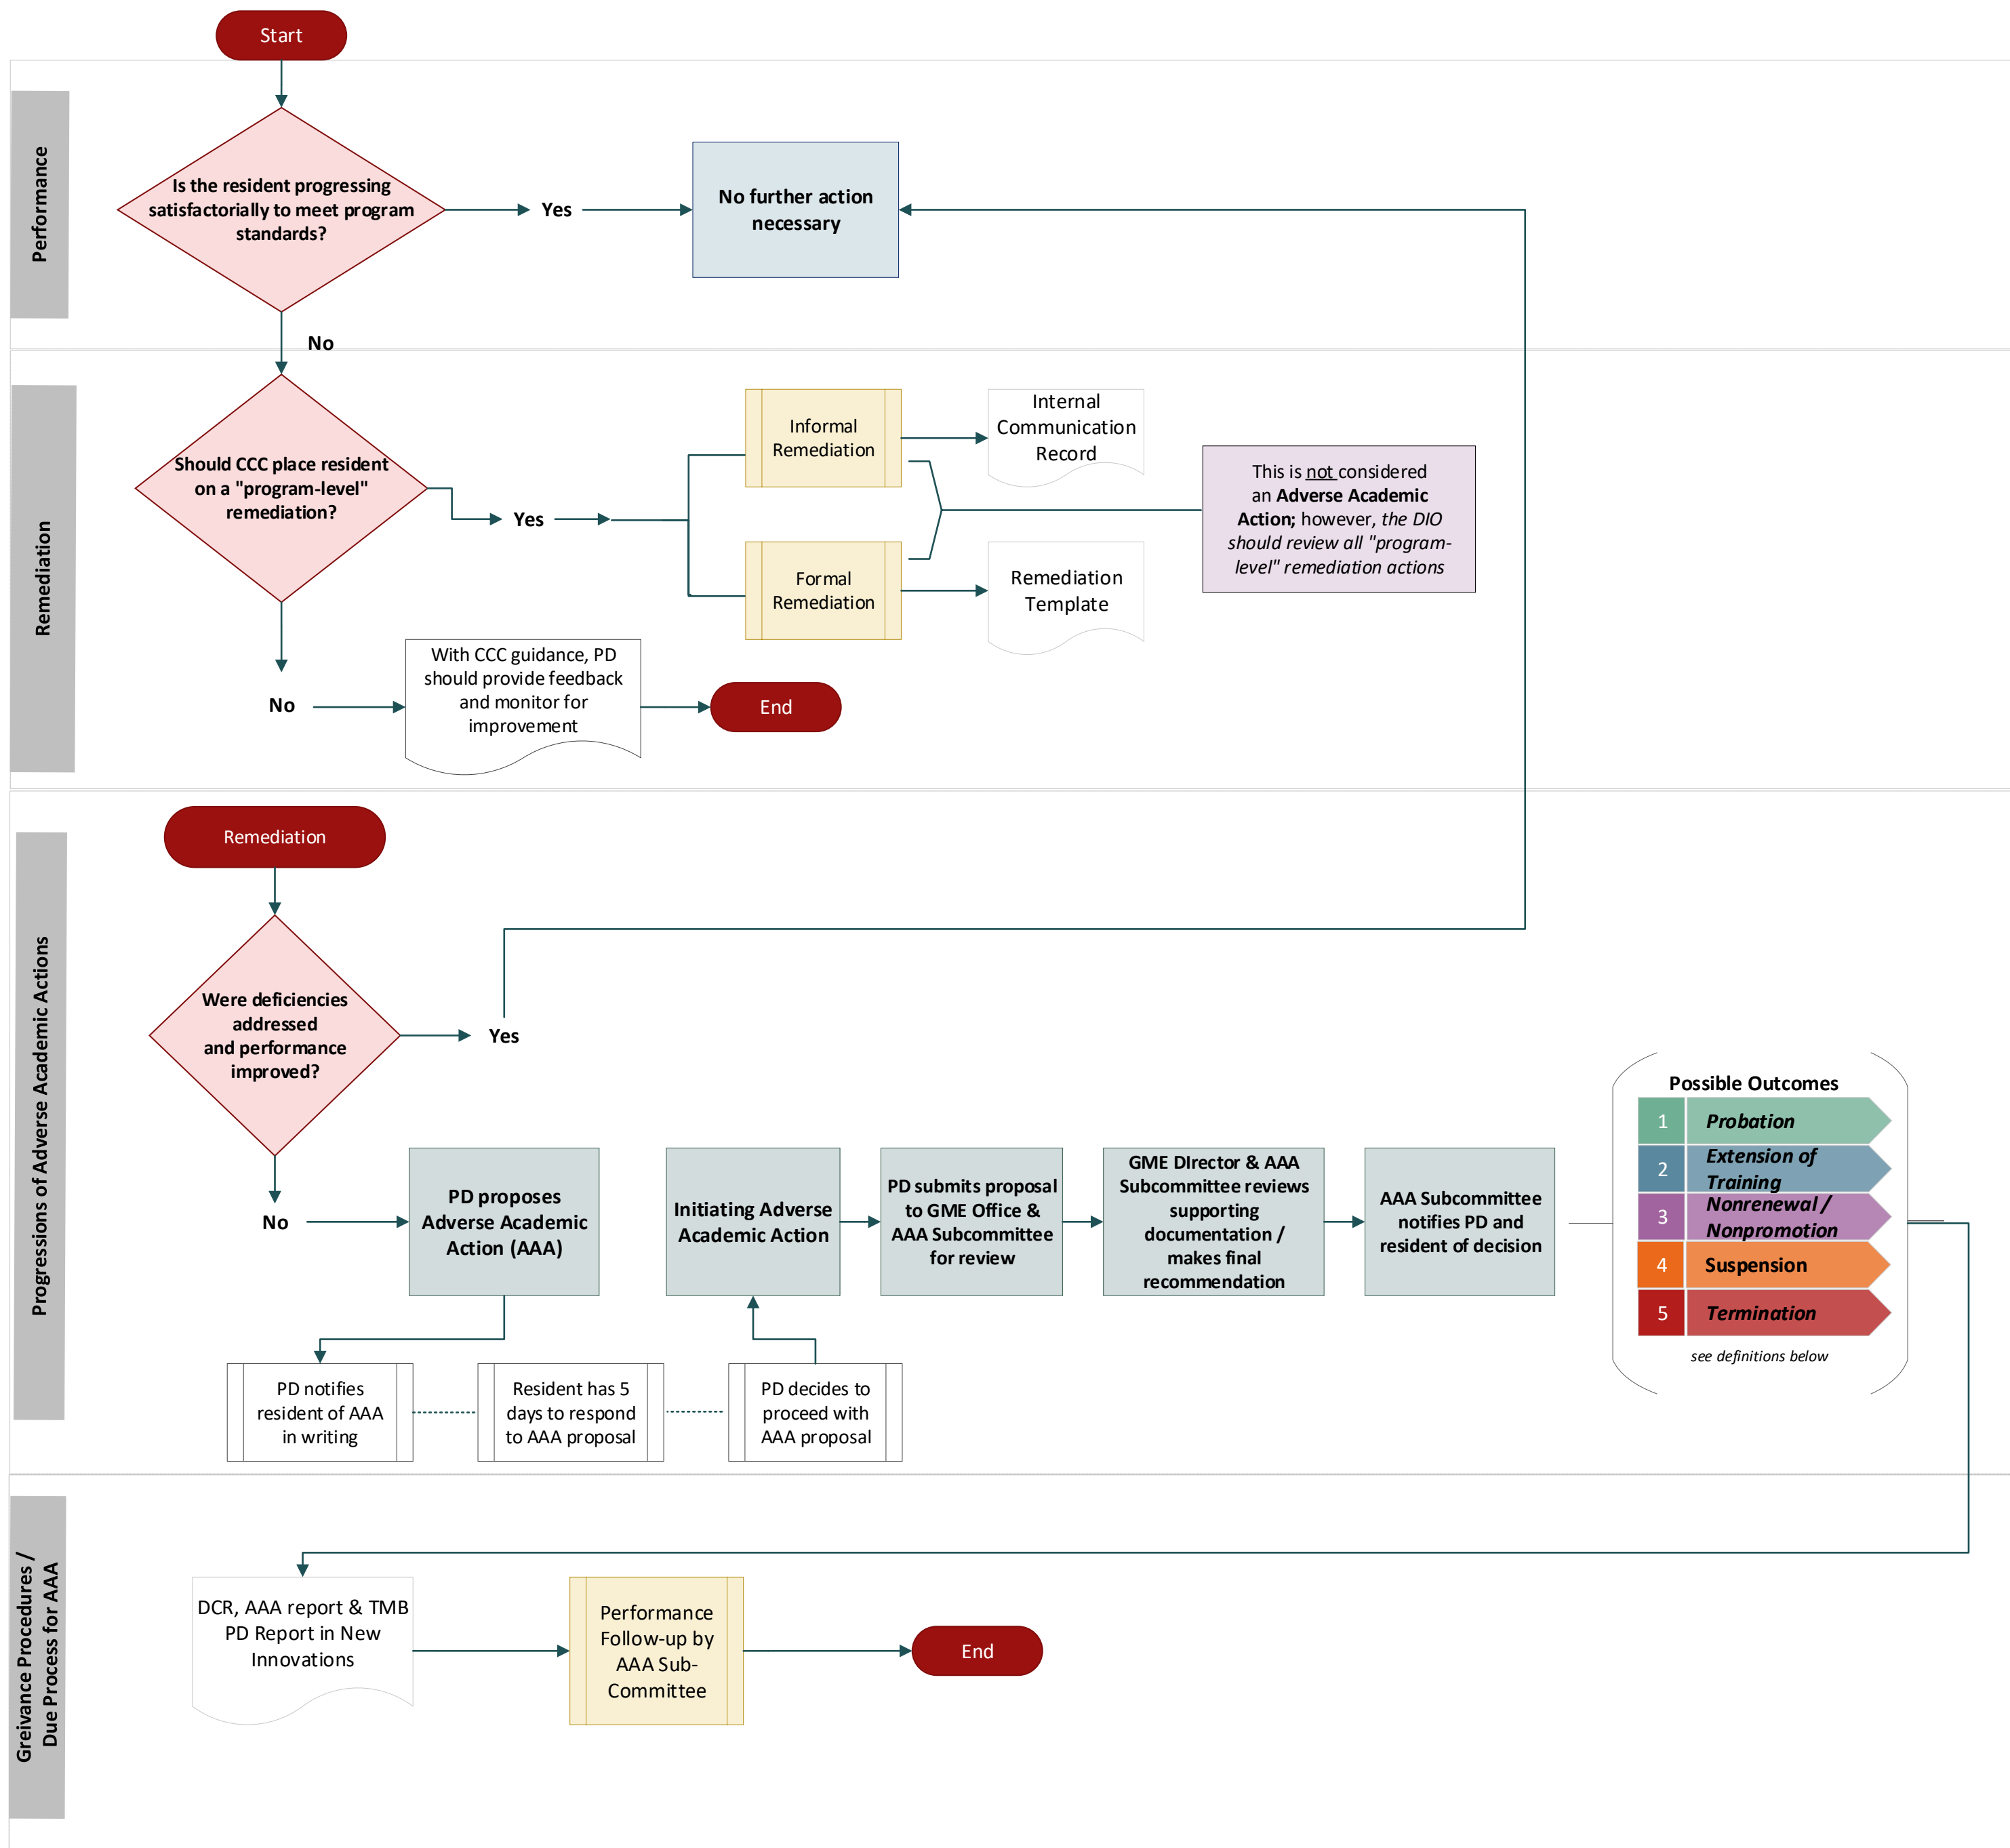 Start
Performance
Is the resident progressing
satisfactorially to meet program
standards?
Yes
No further action
necessary
No
Remediation
Should CCC place resident
on a "program-level"
remediation?
Yes
Informal
Remediation
Internal
Communication
Record
Formal
Remediation
Remediation
Template
This is not considered
an Adverse Academic
Action; however, the DIO
should review all "program-
level" remediation actions
No
With CCC guidance, PD
should provide feedback
and monitor for
improvement
End
Progressions of Adverse Academic Actions
Remediation
Were deficiencies
addressed
and performance
improved?
Yes
No
PD proposes
Adverse Academic
Action (AAA)
Initiating Adverse
Academic Action
PD submits proposal
to GME Office &
AAA Subcommittee
for review
GME DIrector & AAA
Subcommittee reviews
supporting
documentation /
makes final
recommendation
AAA Subcommittee
notifies PD and
resident of decision
Possible Outcomes
1 Probation
2 Extension of
Training
3 Nonrenewal /
Nonpromotion
4 Suspension
5 Termination
see definitions below
PD notifies
resident of AAA
in writing
Resident has 5
days to respond
to AAA proposal
PD decides to
proceed with
AAA proposal
Greivance Procedures /
Due Process for AAA
DCR, AAA report & TMB
PD Report in New
Innovations
Performance
Follow-up by
AAA Sub-
Committee
End